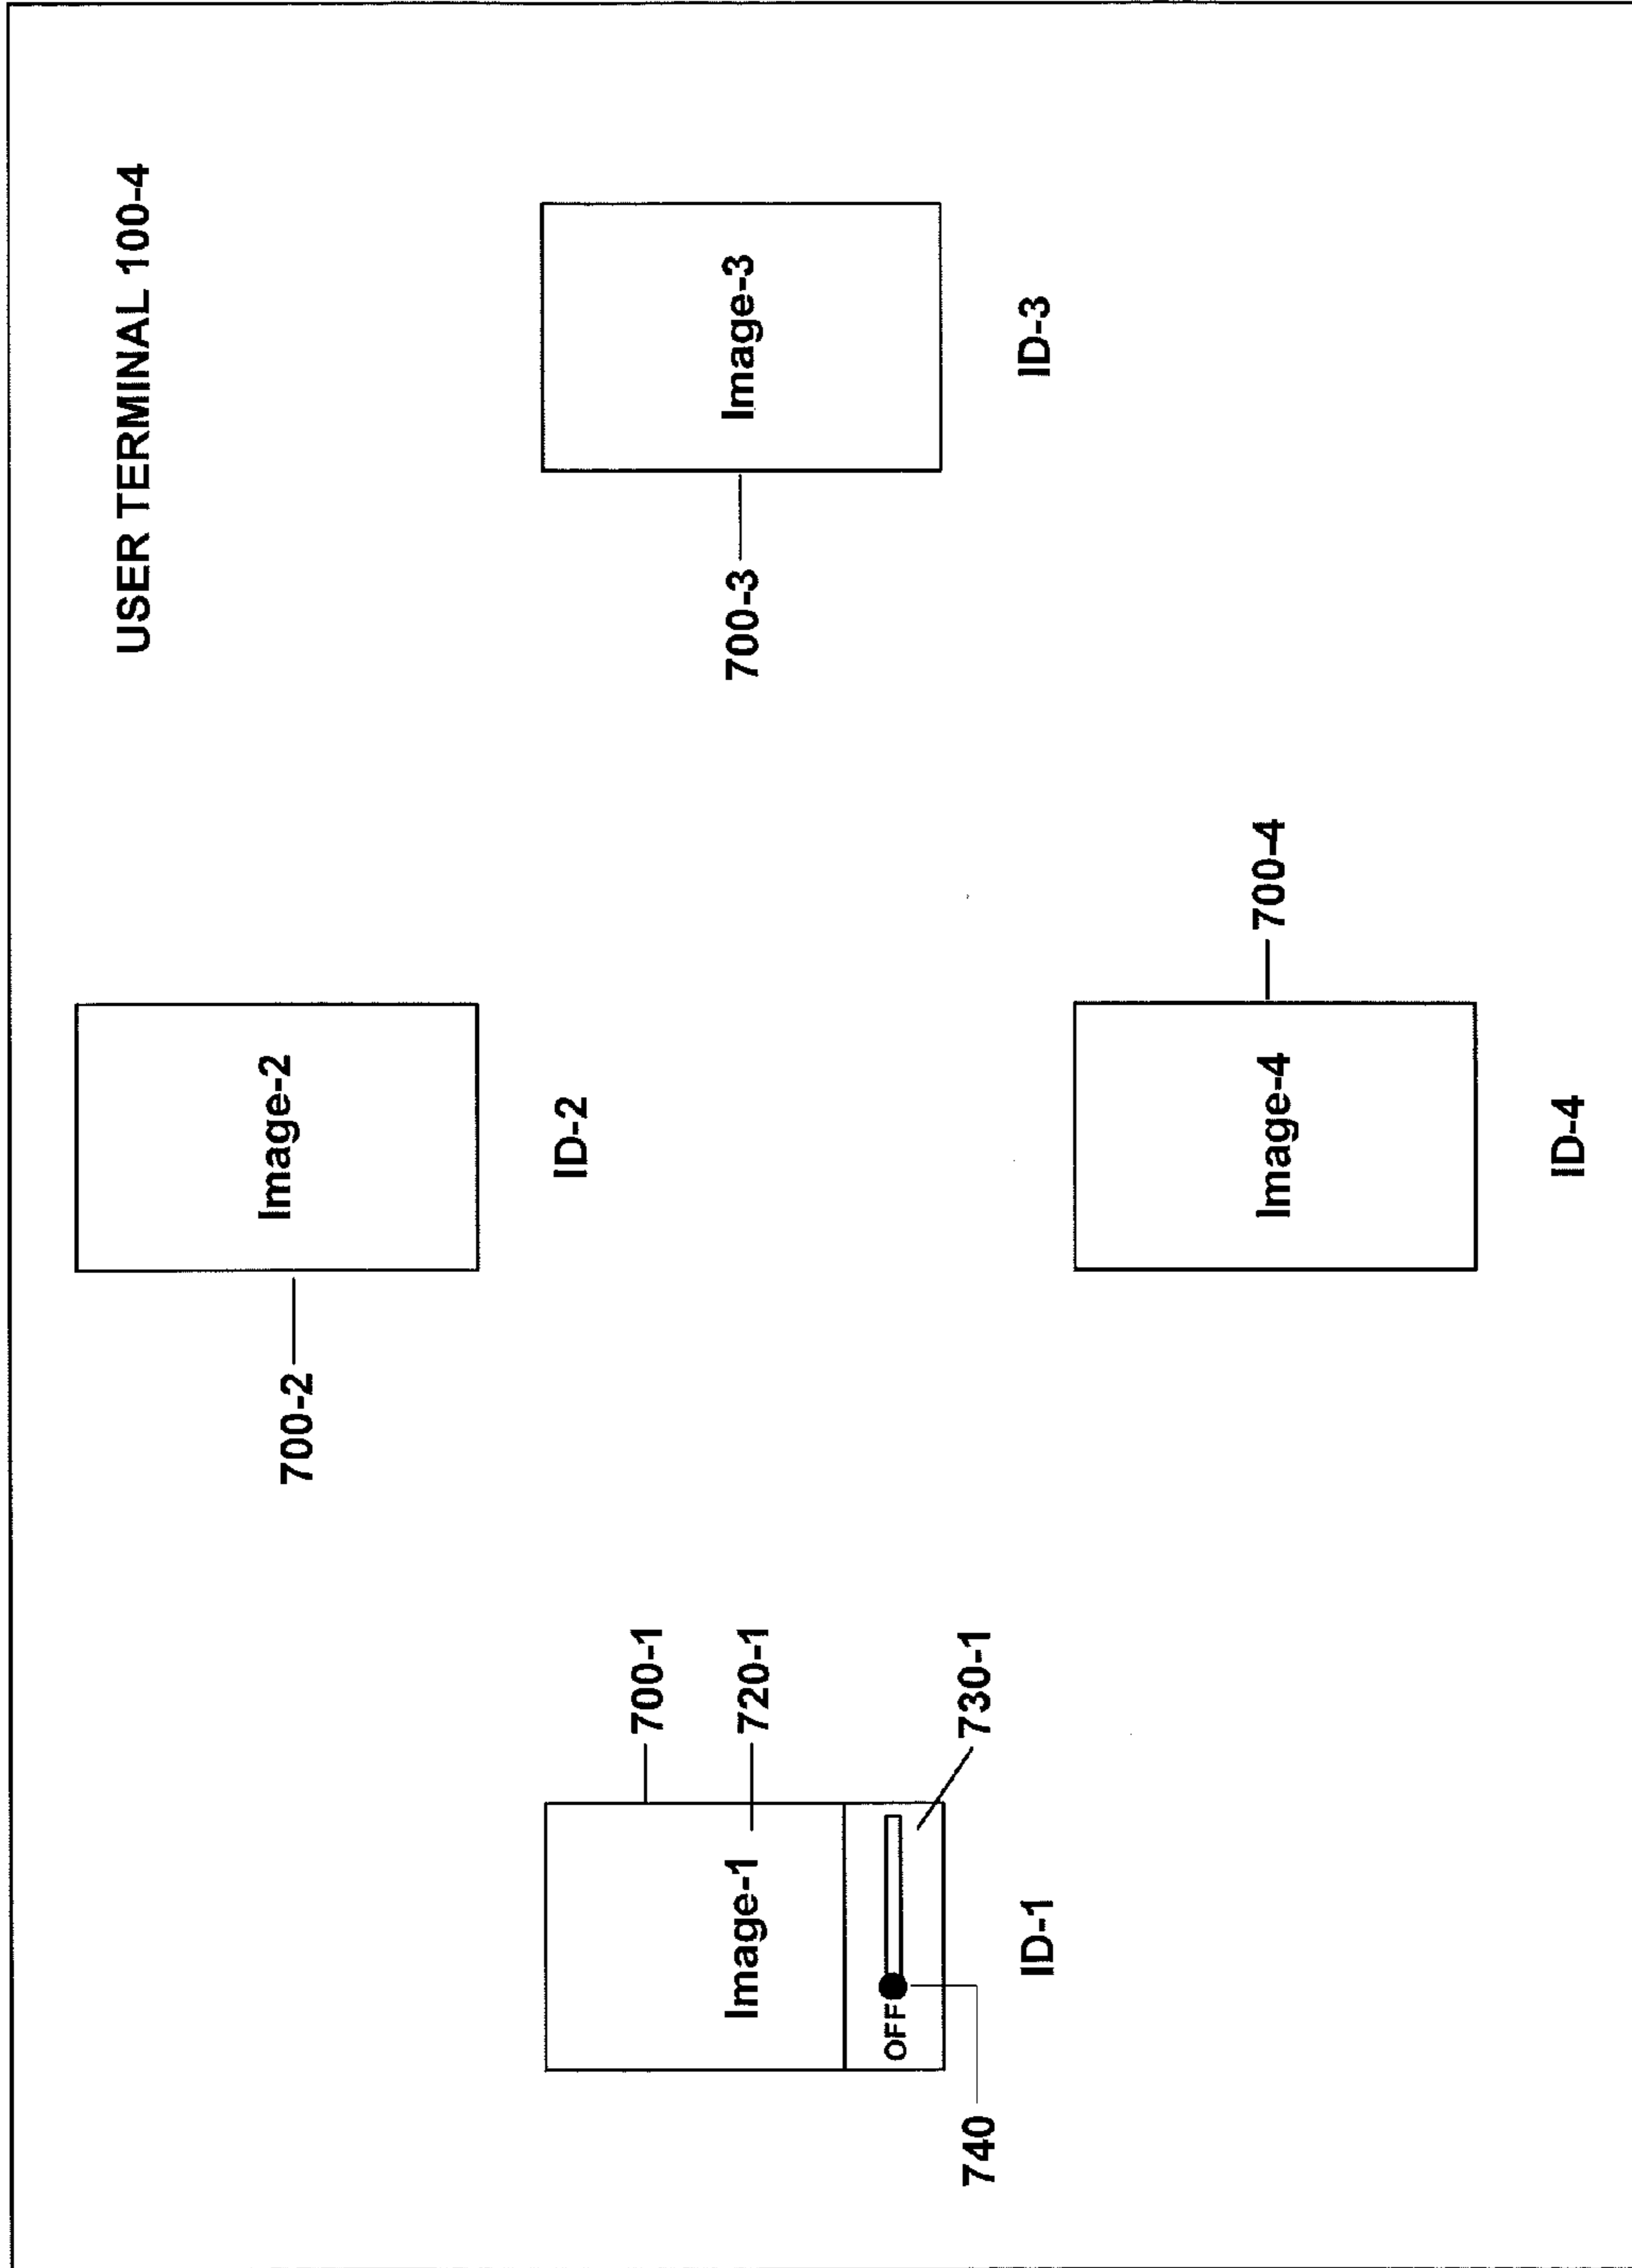 USER TERMINAL 100-4
Image-2
700-2
ID-2
Image-1
700-1
720-1
OFF
730-1
740
ID-1
Image-3
700-3
ID-3
Image-4
700-4
ID-4